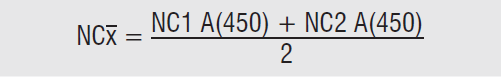 NCx̅ = NC1 A(450) + NC2 A(450)
2